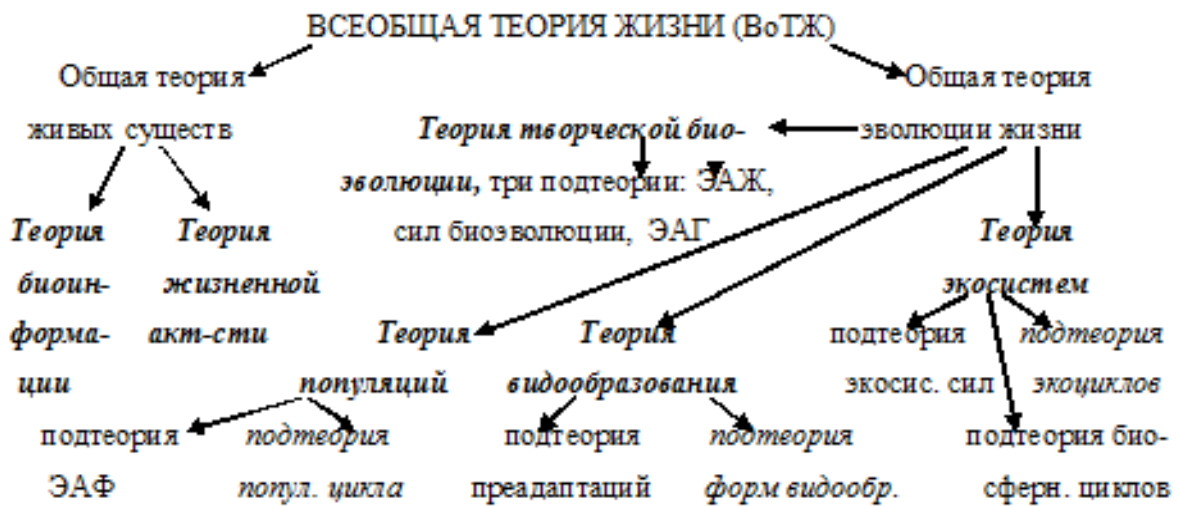 ВСЕОБЩАЯ ТЕОРИЯ ЖИЗНИ (ВоТЖ)
Общая теория
живых существ
Общая теория
эволюции жизни
Теория творческой био-
эволюции, три подтеории: ЭАЖ,
сил биоэволюции, ЭАГ
Теория
биоин-
форма-
ции
Теория
жизненной
акт-сти
Теория
популяций
Теория
видообразования
Теория
экосистем
подтеория
экосис. сил
подтеория
экоциклов
подтеория
ЭАФ
подтеория
попул. цикла
подтеория
преадаптаций
подтеория
форм видообр.
подтеория био-
сферн. циклов